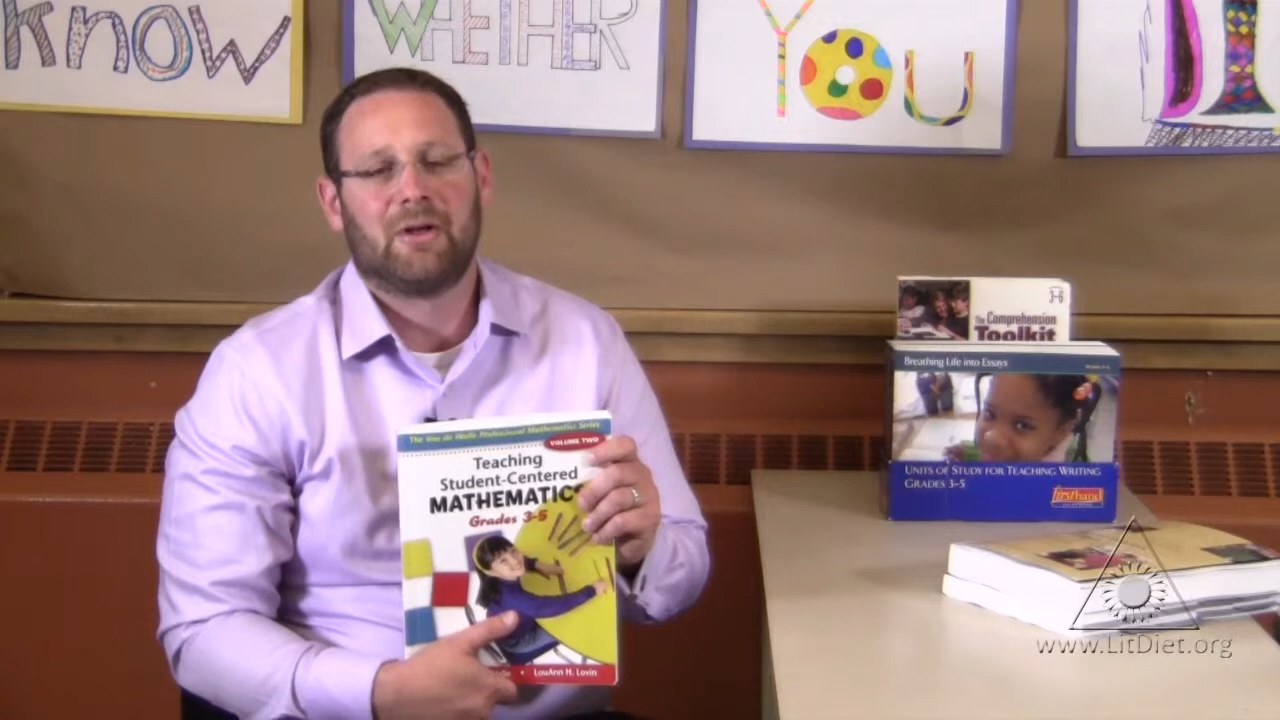 know
WHETHER
You
The Van de Walle Professional Mathematics Series
VOLUME TWO
Teaching
Student-Centered
MATHEMATICS
Grades 3-5
LouAnn H. Lovin
3-6
The Comprehension
Toolkit
Breathing Life into Essays
UNITS OF STUDY FOR TEACHING WRITING
GRADES 3–5
firsthand
www.LitDiet.org